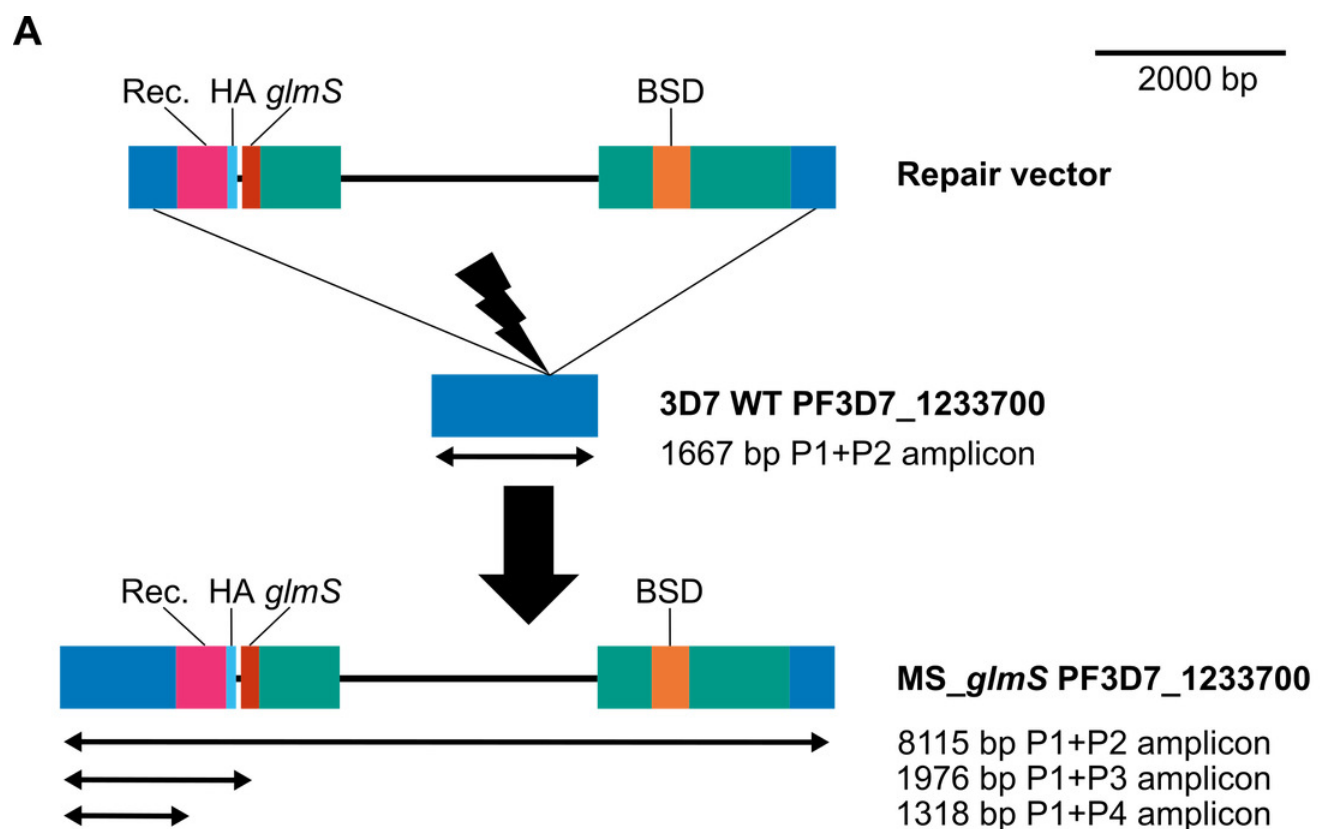 A
2000 bp
Rec. HA glmS
BSD
Repair vector
3D7 WT PF3D7_1233700
1667 bp P1+P2 amplicon
Rec. HA glmS
BSD
MS_glmS PF3D7_1233700
8115 bp P1+P2 amplicon
1976 bp P1+P3 amplicon
1318 bp P1+P4 amplicon